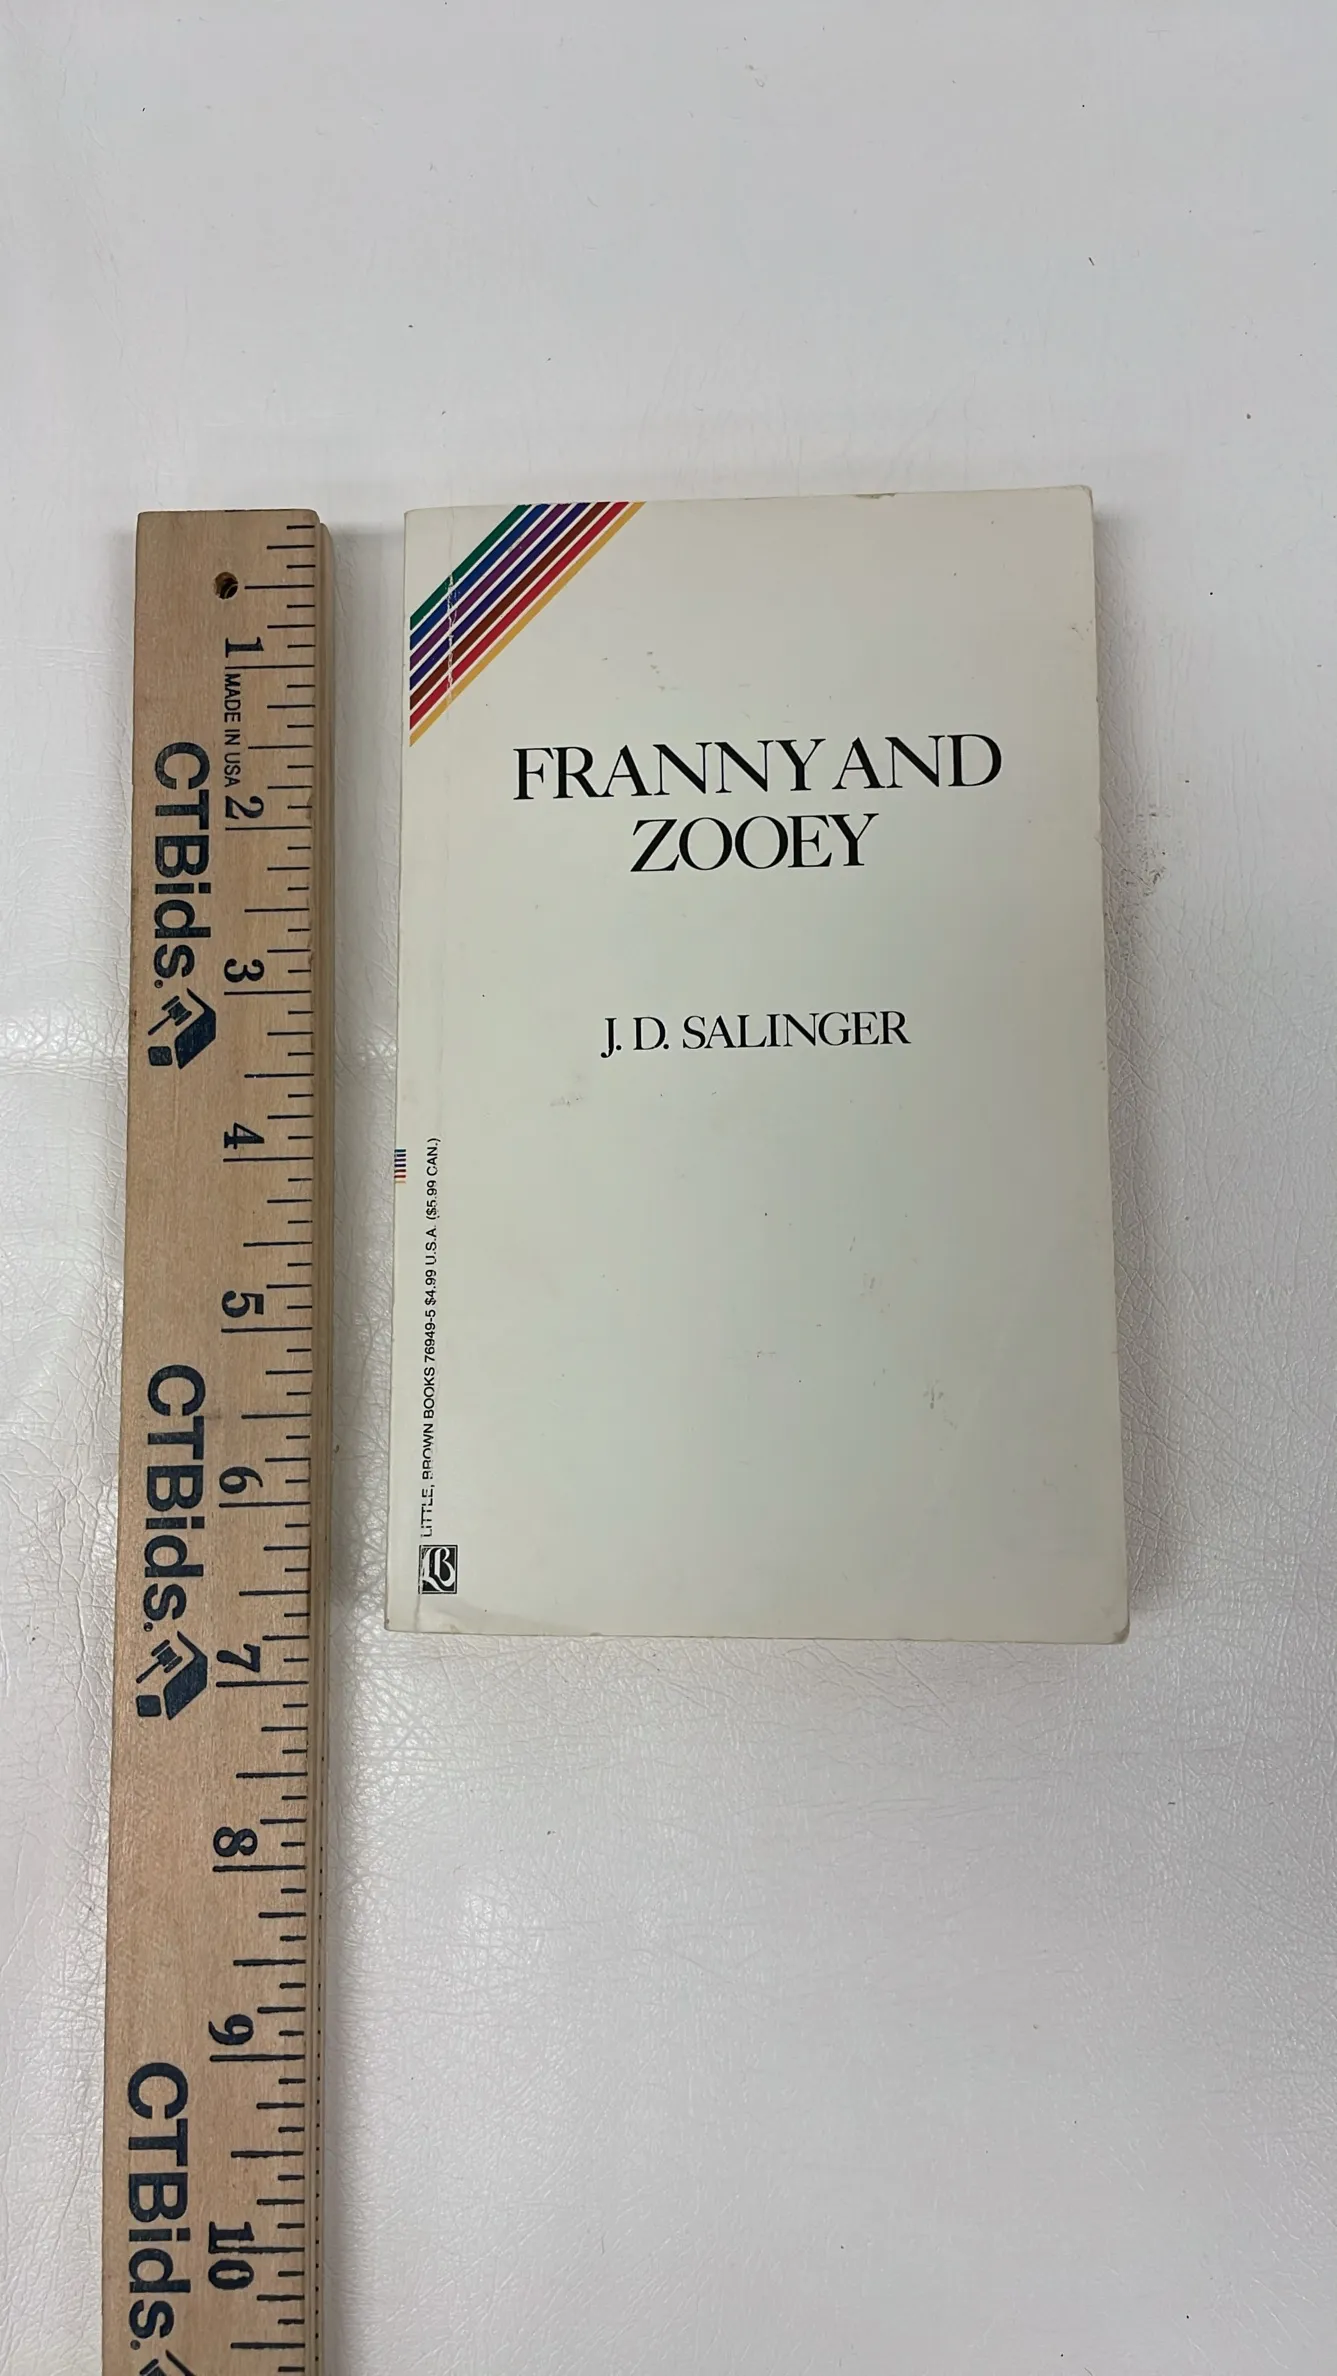 FRANNY AND
ZOOEY
J. D. SALINGER
LITTLE, BROWN BOOKS 76949-5 $4.99 U.S.A. ($5.99 CAN.)
LB
1
MADE IN USA
2
CTBids.
3
4
5
CTBids.
6
7
8
9
CTBids.
10